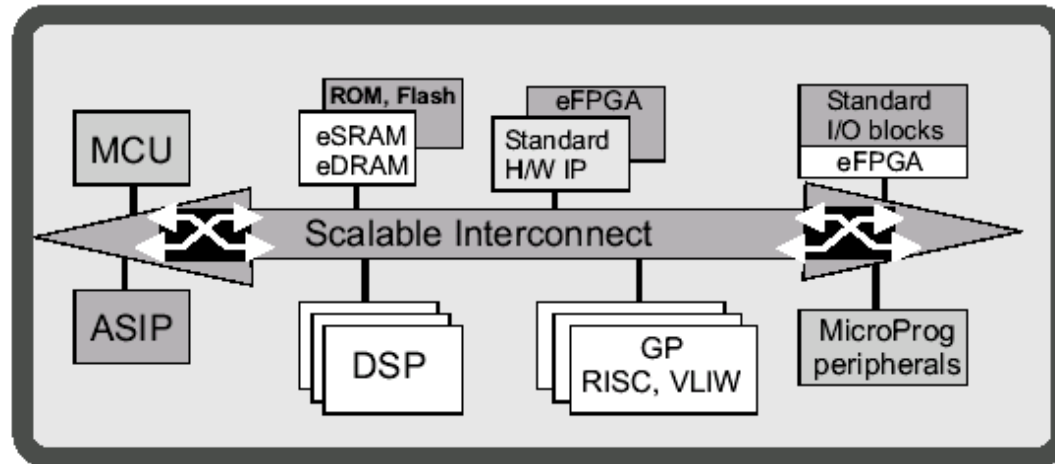 MCU
ROM, Flash
eSRAM
eDRAM
eFPGA
Standard
H/W IP
Standard
I/O blocks
eFPGA
Scalable Interconnect
ASIP
DSP
GP
RISC, VLIW
MicroProg
peripherals